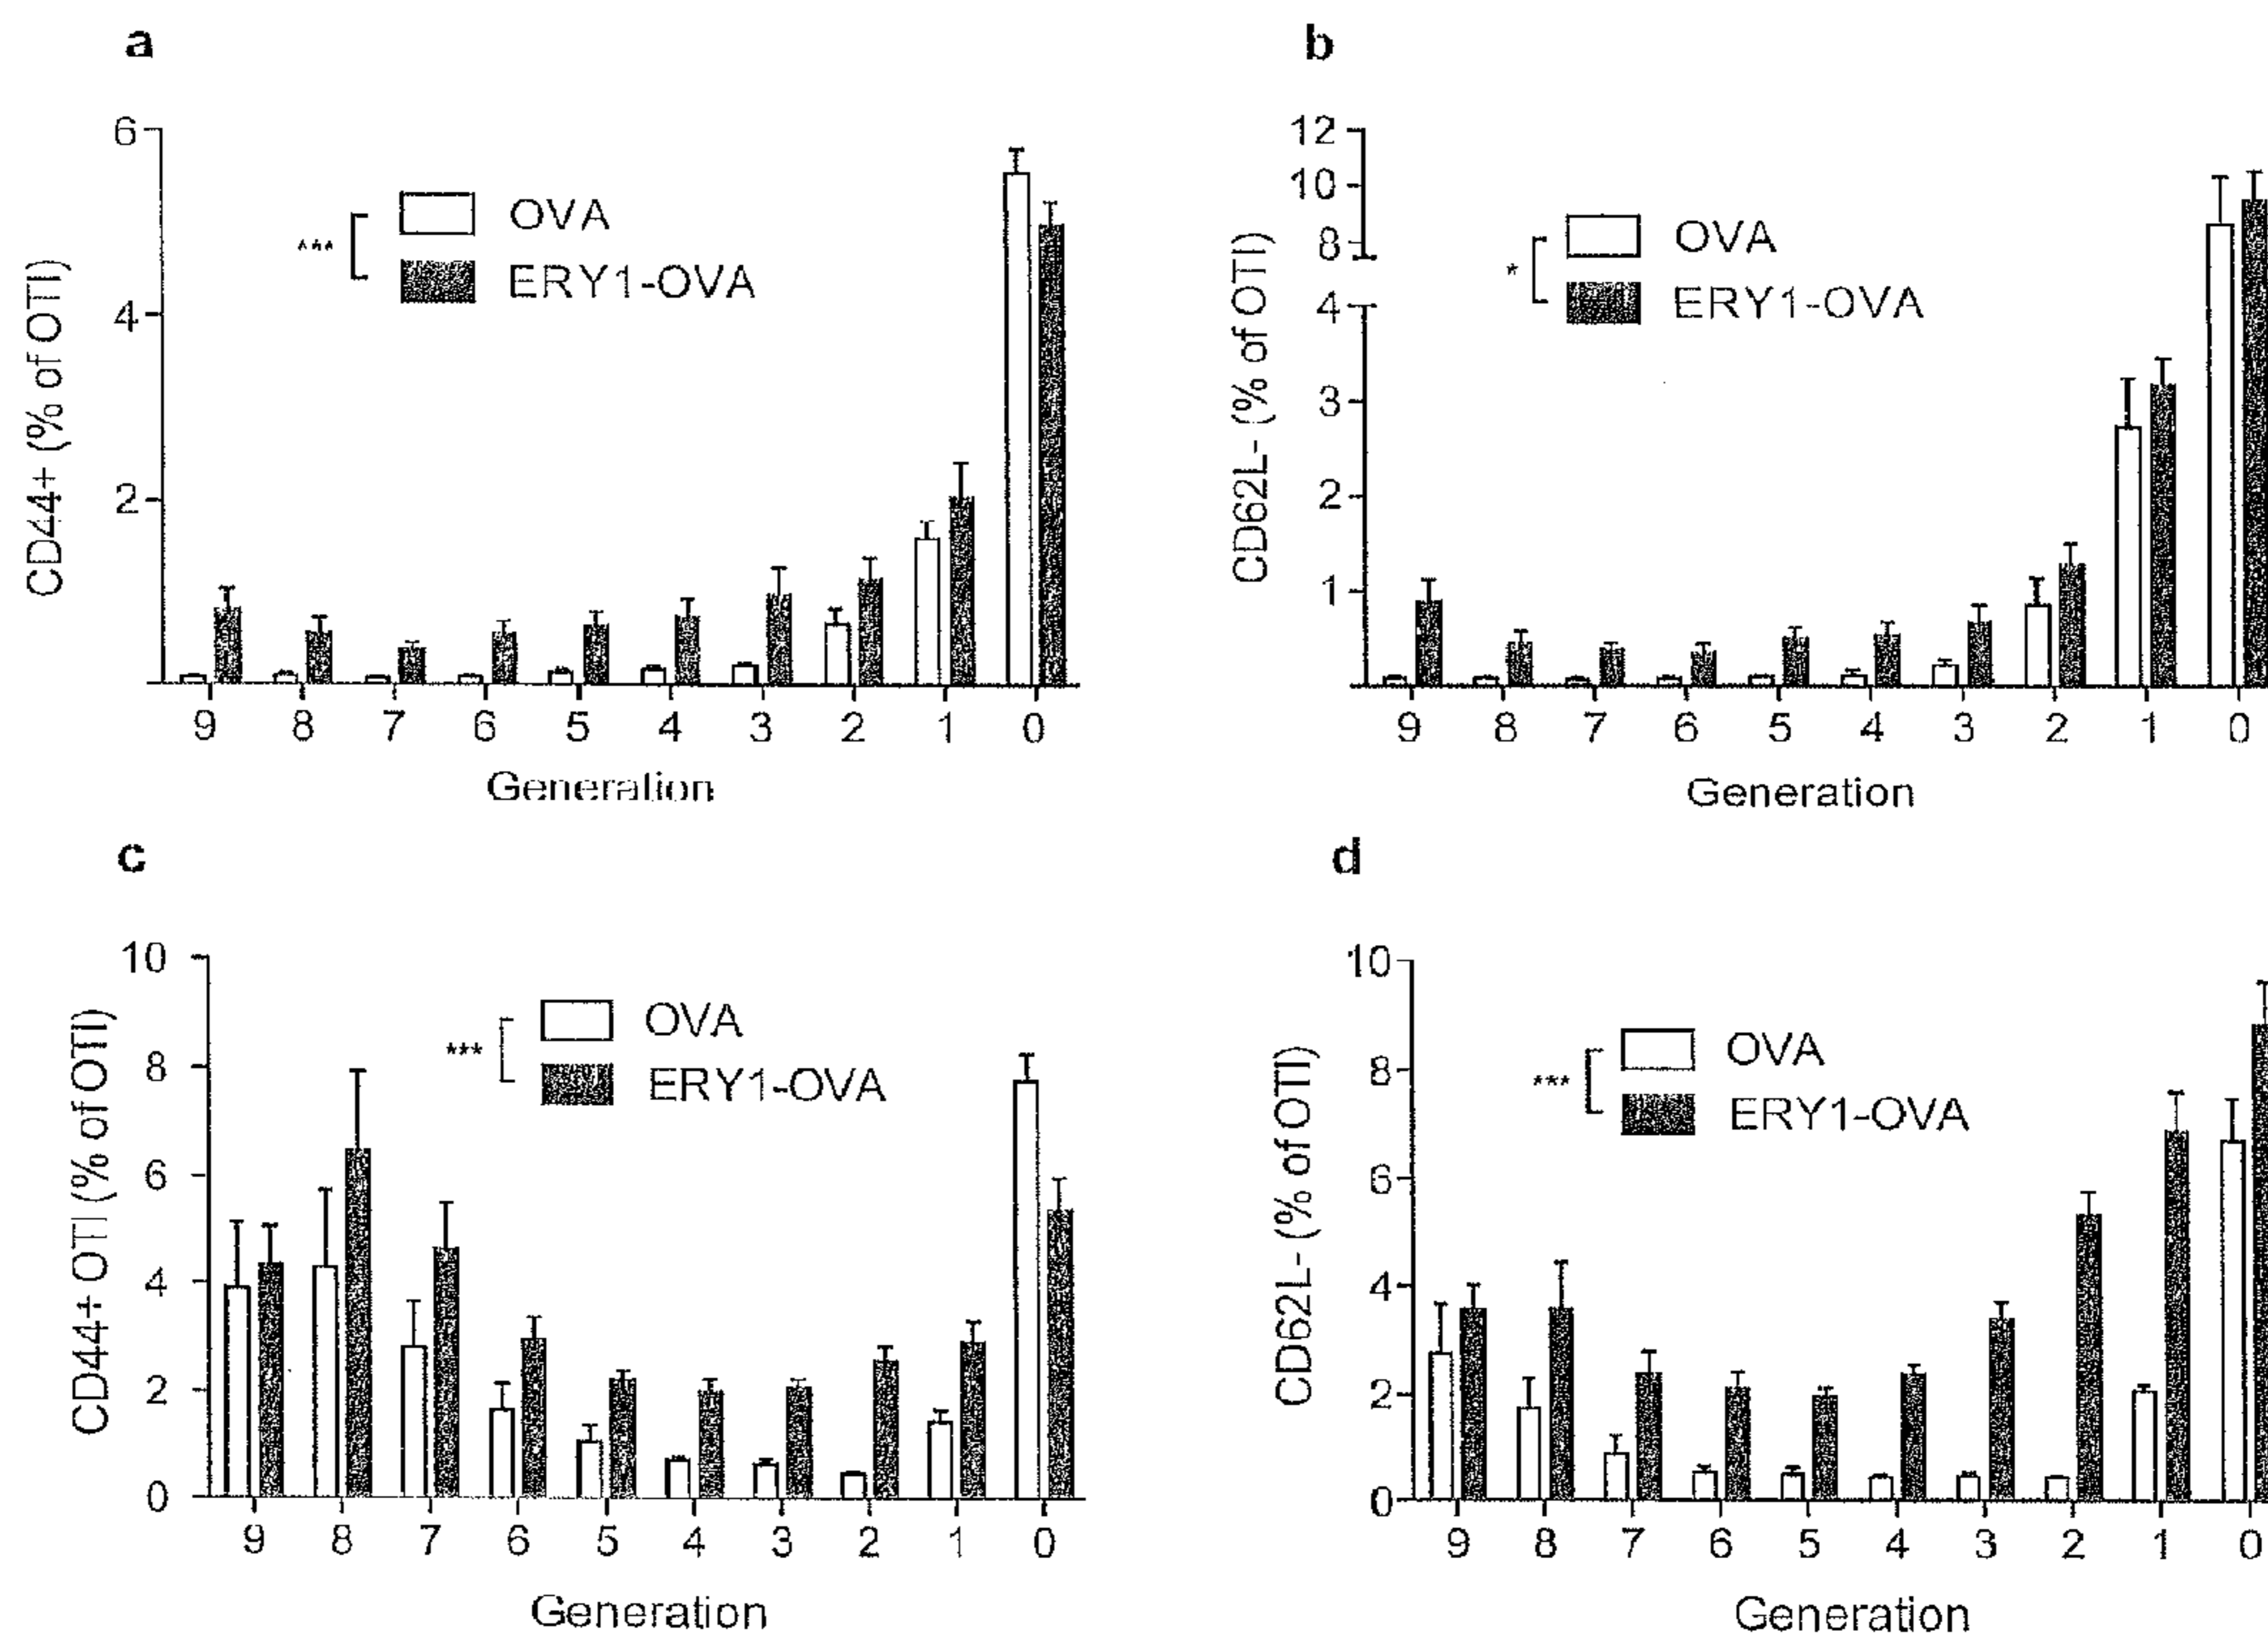 a
6
4
2
CD44+ (% of OTI)
***
OVA
ERY1-OVA
9 8 7 6 5 4 3 2 1 0
Generation
b
12
10
8
4
3
2
1
CD62L- (% of OTI)
*
OVA
ERY1-OVA
9 8 7 6 5 4 3 2 1 0
Generation
c
10
8
6
4
2
0
CD44+ OTI (% of OTI)
***
OVA
ERY1-OVA
9 8 7 6 5 4 3 2 1 0
Generation
d
10
8
6
4
2
0
CD62L- (% of OTI)
***
OVA
ERY1-OVA
9 8 7 6 5 4 3 2 1 0
Generation